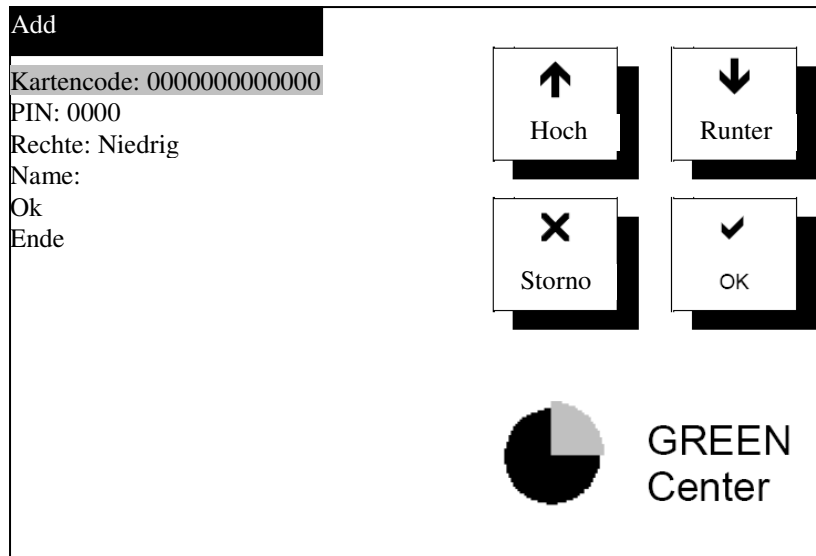 Add
Kartencode: 0000000000000
PIN: 0000
Rechte: Niedrig
Name:
Ok
Ende
Hoch
Runter
Storno
OK
GREEN
Center